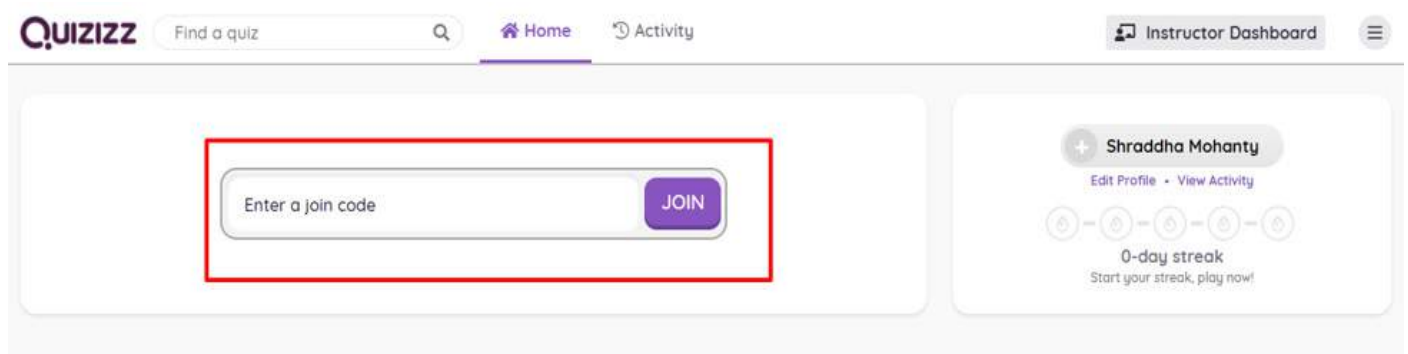 QUIZIZZ
Find a quiz
Home
Activity
Instructor Dashboard
Enter a join code
JOIN
Shraddha Mohanty
Edit Profile • View Activity
0-day streak
Start your streak, play now!